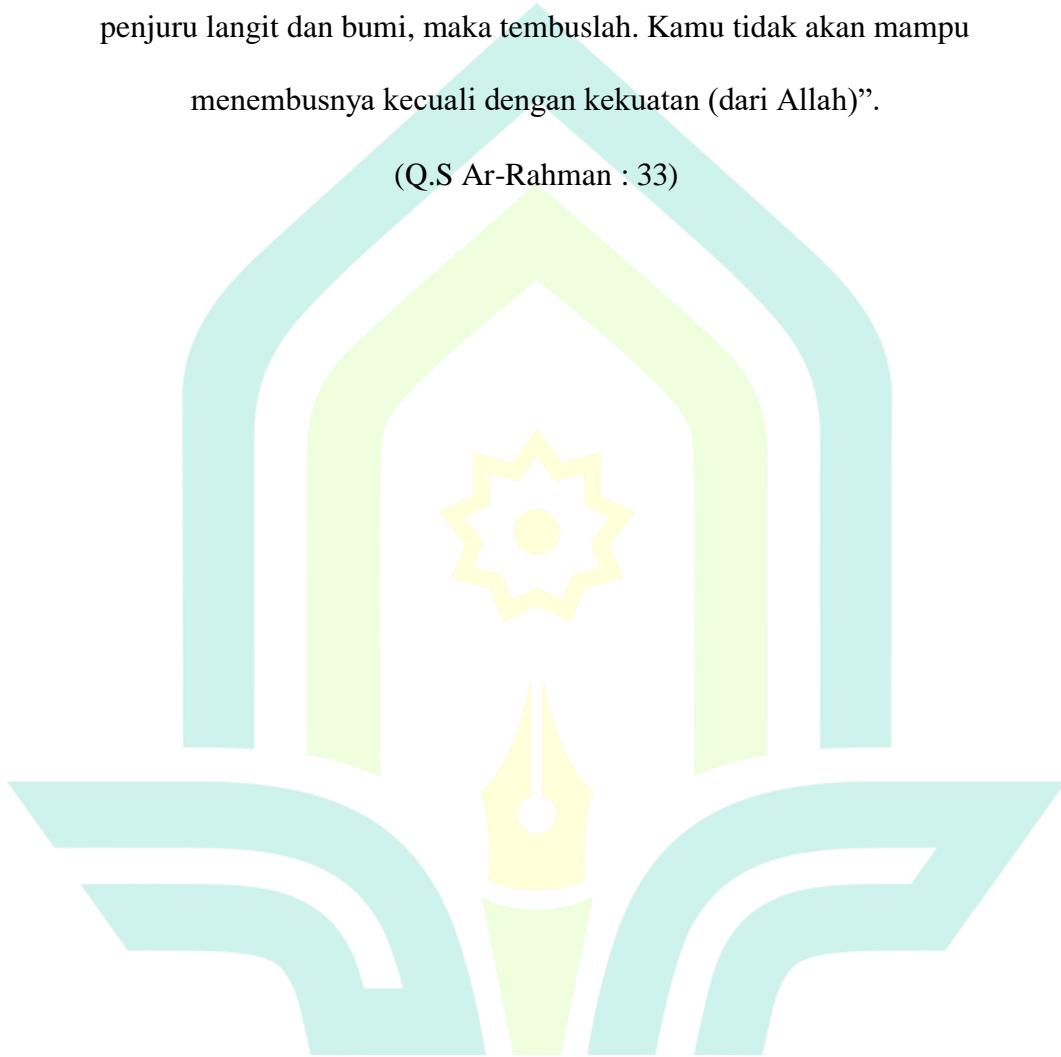 penjuru langit dan bumi, maka tembuslah. Kamu tidak akan mampu
menembusnya kecuali dengan kekuatan (dari Allah)”.
(Q.S Ar-Rahman : 33)